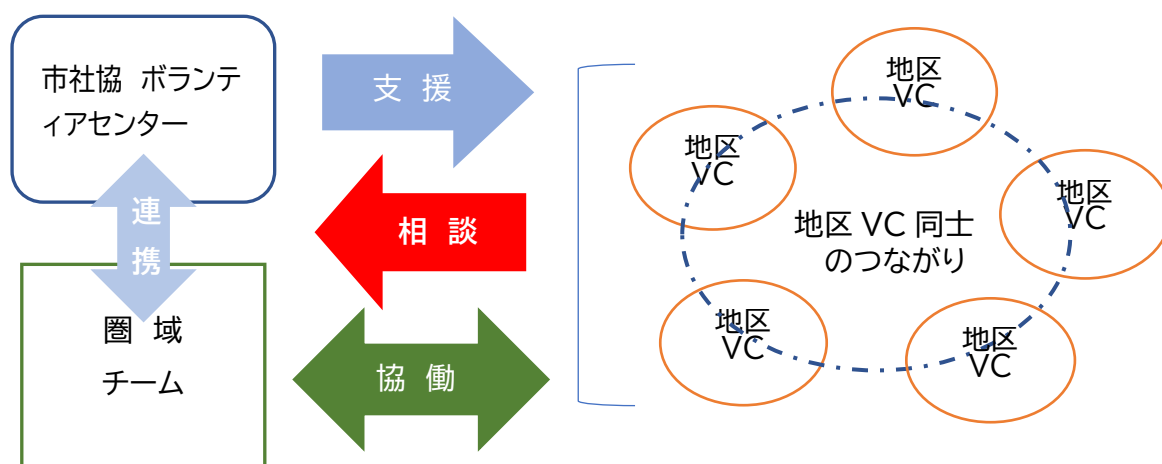 市社協 ボランテ
ィアセンター
連
携
圏 域
チーム
支 援
相 談
協 働
地区
VC
地区
VC
地区
VC
地区 VC 同士
のつながり
地区
VC
地区
VC